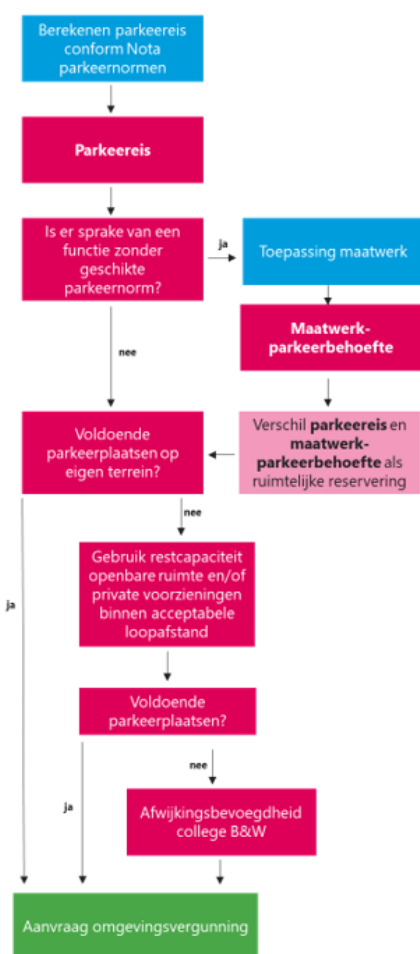 Berekenen parkeereis
conform Nota
parkeernormen
Parkeereis
Is er sprake van een
functie zonder
geschikte
parkeernorm?
ja
Toepassing maatwerk
Maatwerk-
parkeerbehoefte
nee
Voldoende
parkeerplaatsen op
eigen terrein?
Verschil parkeereis en
maatwerk-
parkeerbehoefte als
ruimtelijke reservering
nee
Gebruik restcapaciteit
openbare ruimte en/of
private voorzieningen
binnen acceptabele
loopafstand
ja
Voldoende
parkeerplaatsen?
nee
ja
Afwijkingsbevoegdheid
college B&W
Aanvraag omgevingsvergunning